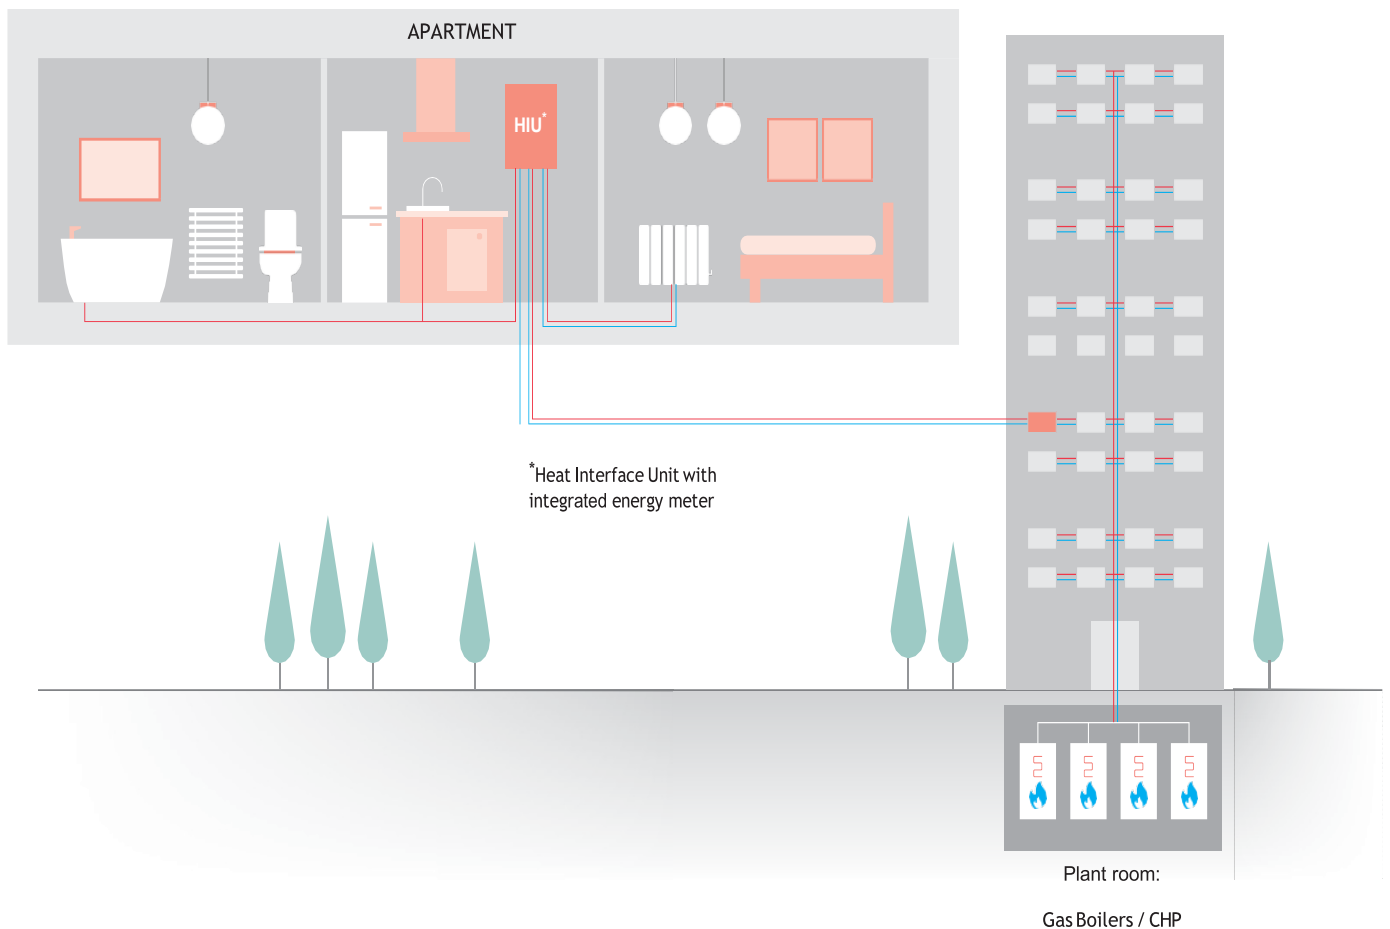 APARTMENT
HIU*
*Heat Interface Unit with
integrated energy meter
Plant room:
Gas Boilers / CHP